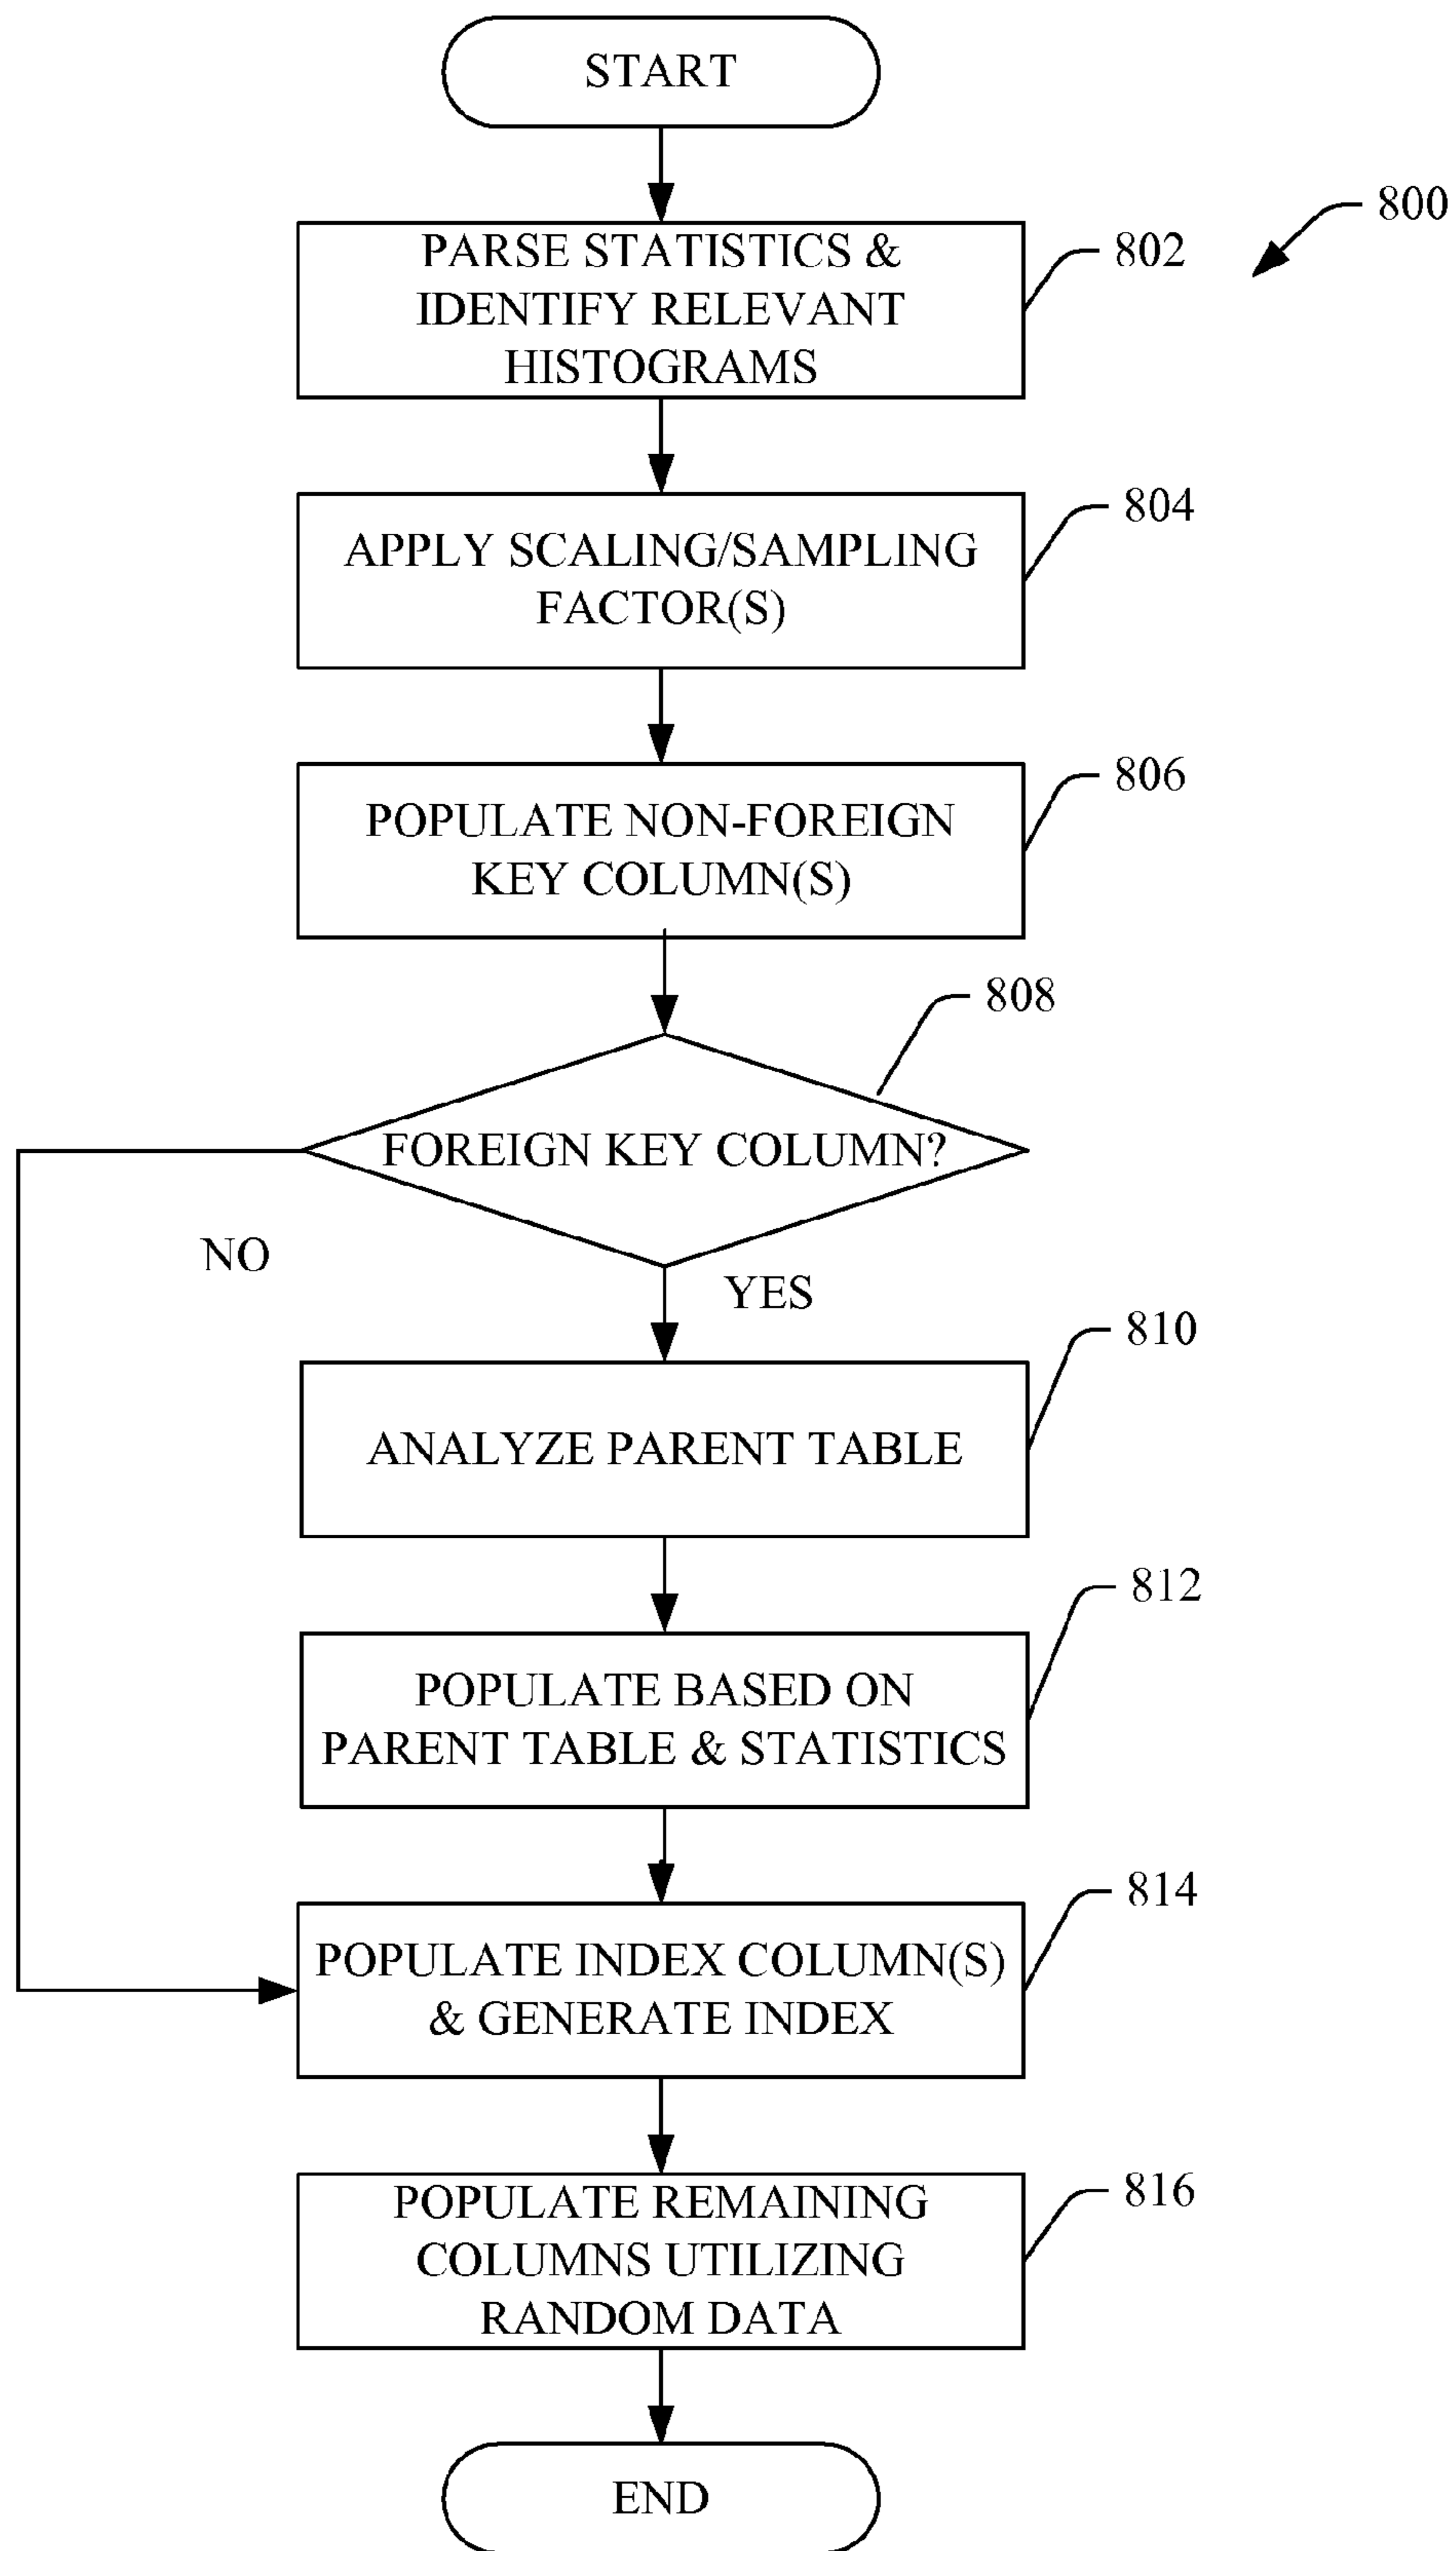 START
800
PARSE STATISTICS &
IDENTIFY RELEVANT
HISTOGRAMS
802
APPLY SCALING/SAMPLING
FACTOR(S)
804
POPULATE NON-FOREIGN
KEY COLUMN(S)
806
808
FOREIGN KEY COLUMN?
NO
YES
810
ANALYZE PARENT TABLE
812
POPULATE BASED ON
PARENT TABLE & STATISTICS
814
POPULATE INDEX COLUMN(S)
& GENERATE INDEX
816
POPULATE REMAINING
COLUMNS UTILIZING
RANDOM DATA
END